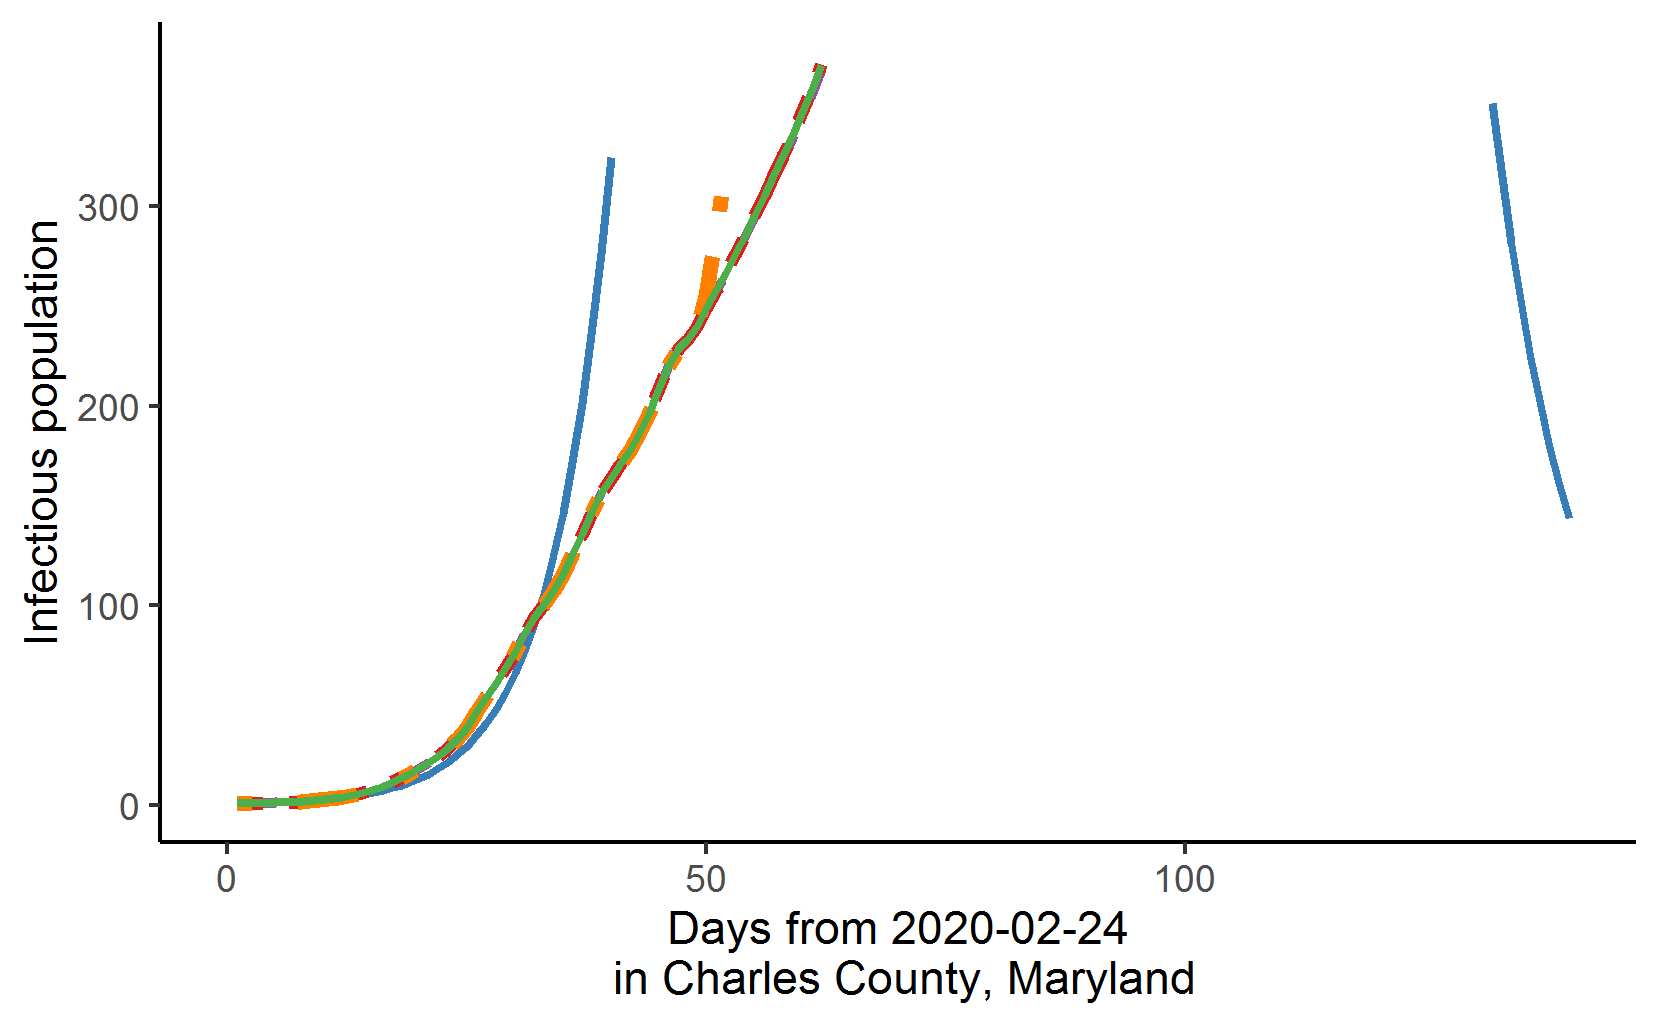 Infectious population
300
200
100
0
0 50 100
Days from 2020-02-24
in Charles County, Maryland